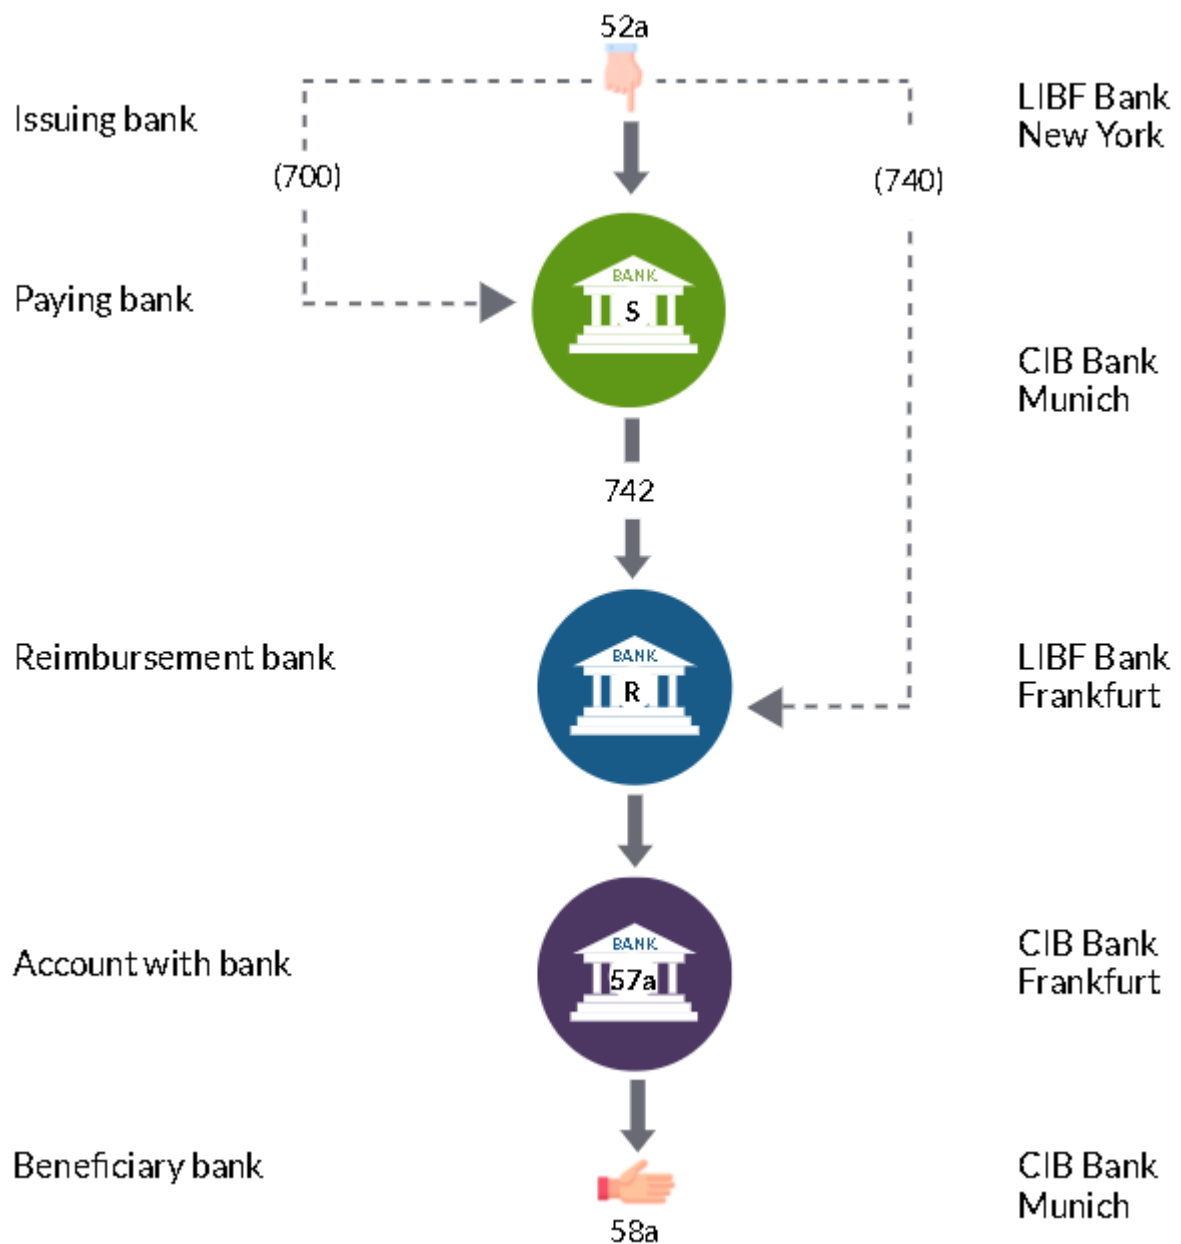 52a
Issuing bank
LIBF Bank
New York
(700)
(740)
Paying bank
BANK
S
CIB Bank
Munich
742
Reimbursement bank
BANK
R
LIBF Bank
Frankfurt
Account with bank
BANK
57a
CIB Bank
Frankfurt
Beneficiary bank
CIB Bank
Munich
58a